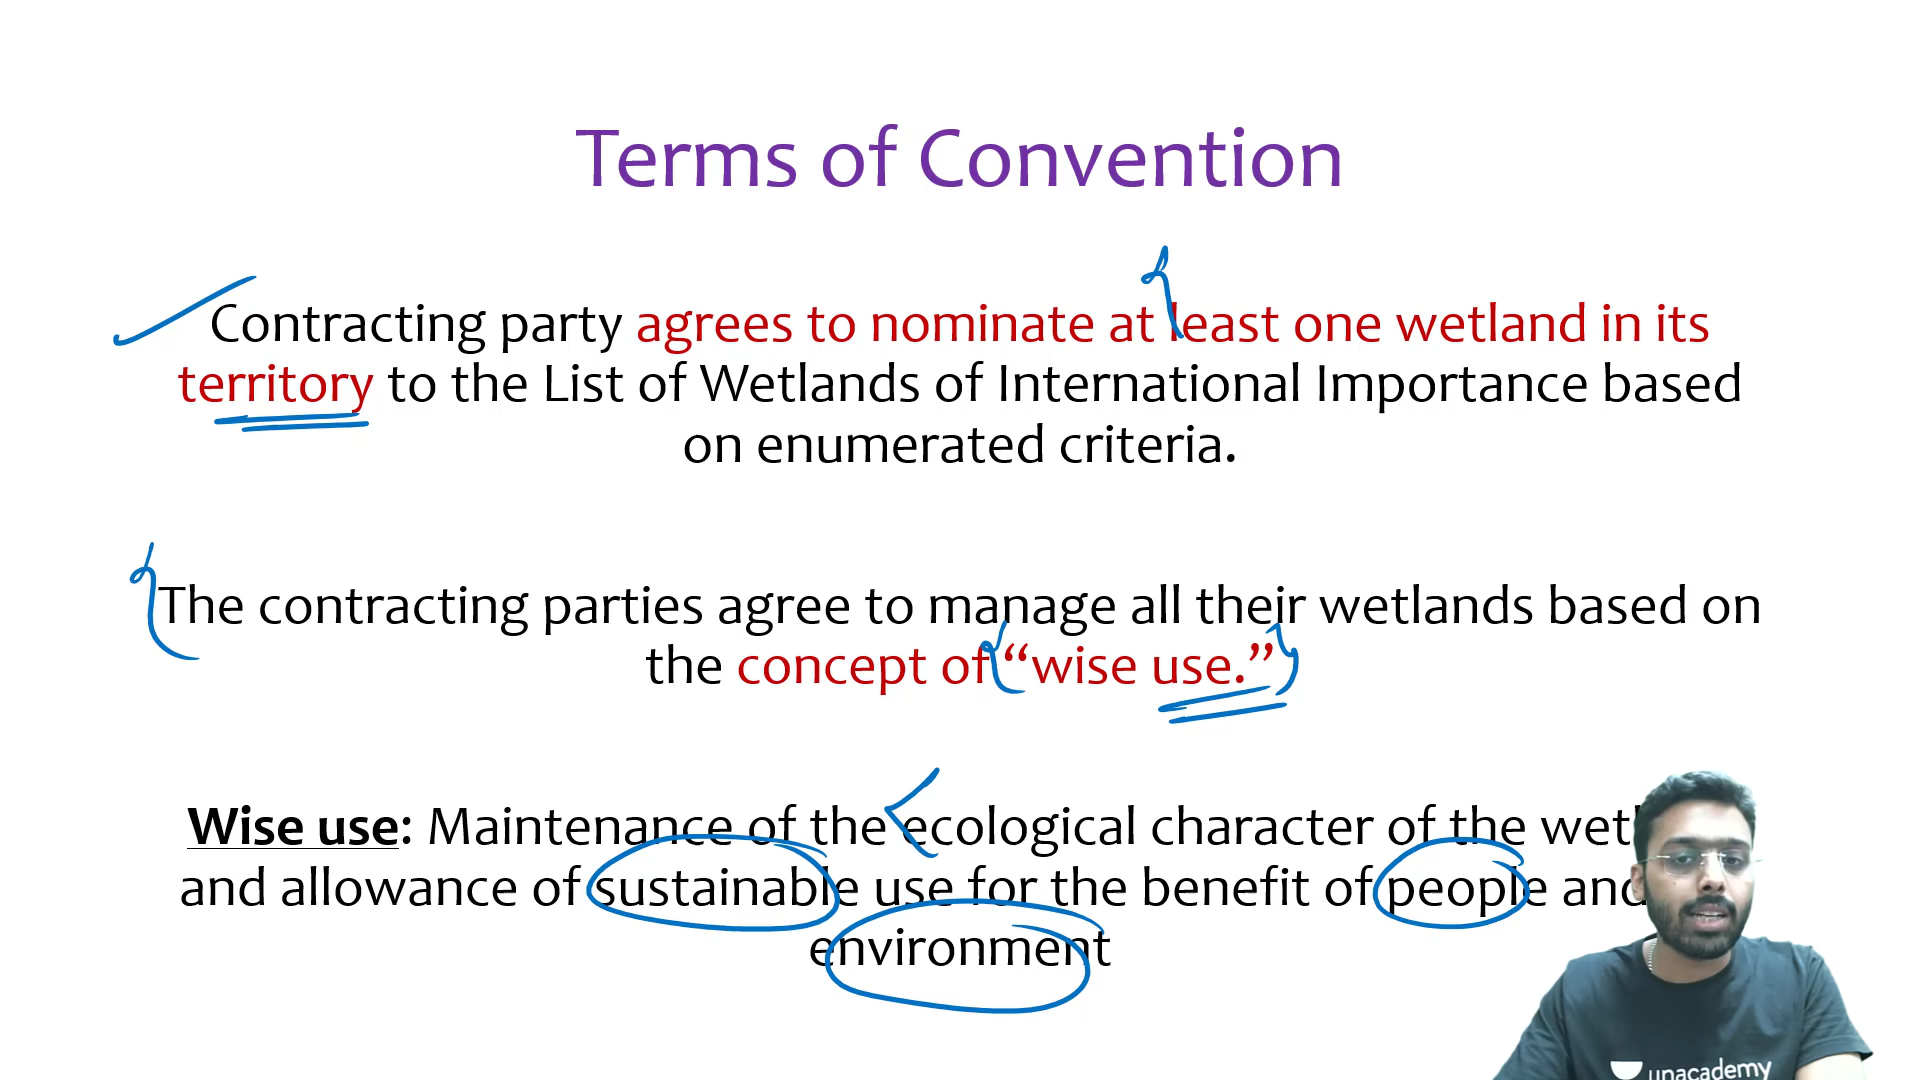 Terms of Convention
Contracting party agrees to nominate at least one wetland in its
territory to the List of Wetlands of International Importance based
on enumerated criteria.
The contracting parties agree to manage all their wetlands based on
the concept of “wise use.”
Wise use: Maintenance of the ecological character of the
and allowance of sustainable use for the benefit of people and
environment
unacademy